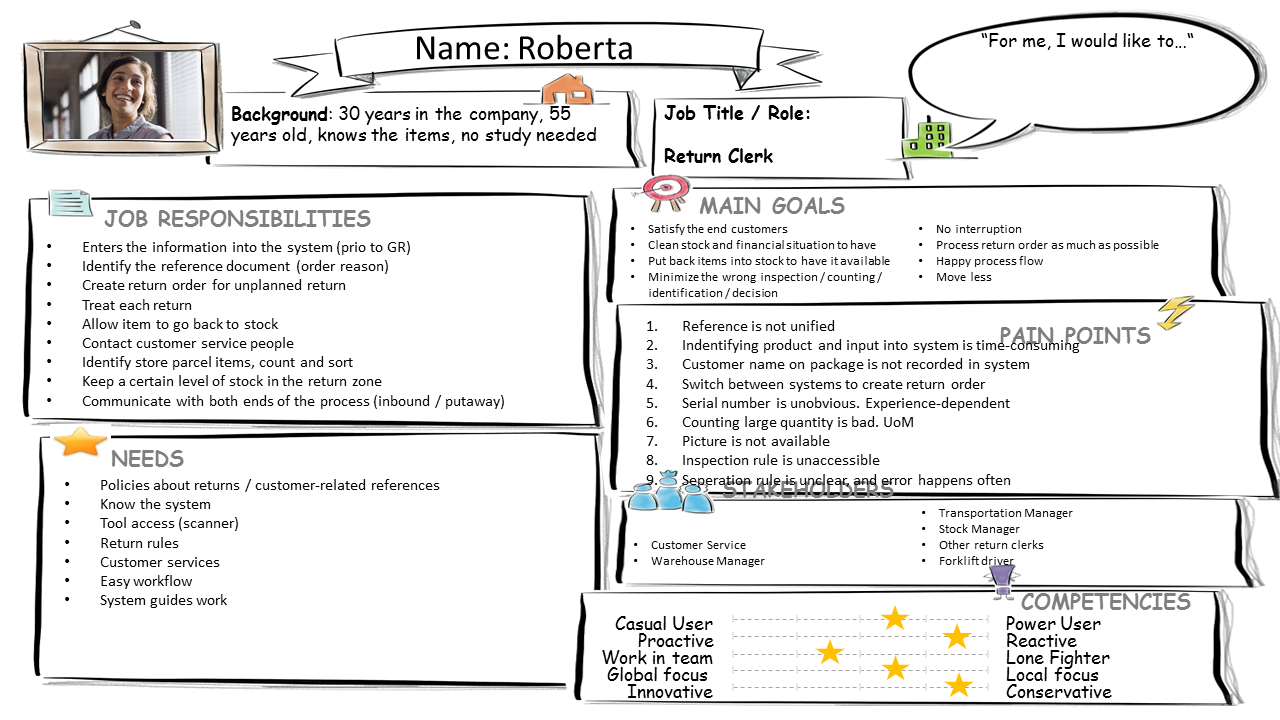 Name: Roberta
"For me, I would like to..."
Background: 30 years in the company, 55
years old, knows the items, no study needed
Job Title / Role:
Return Clerk
JOB RESPONSIBILITIES
• Enters the information into the system (prio to GR)
• Identify the reference document (order reason)
• Create return order for unplanned return
• Treat each return
• Allow item to go back to stock
• Contact customer service people
• Identify store parcel items, count and sort
• Keep a certain level of stock in the return zone
• Communicate with both ends of the process (inbound / putaway)
NEEDS
• Policies about returns / customer-related references
• Know the system
• Tool access (scanner)
• Return rules
• Customer services
• Easy workflow
• System guides work
MAIN GOALS
• Satisfy the end customers
• Clean stock and financial situation to have
• Put back items into stock to have it available
• Minimize the wrong inspection / counting /
identification / decision
• No interruption
• Process return order as much as possible
• Happy process flow
• Move less
PAIN POINTS
1. Reference is not unified
2. Indentifying product and input into system is time-consuming
3. Customer name on package is not recorded in system
4. Switch between systems to create return order
5. Serial number is unobvious. Experience-dependent
6. Counting large quantity is bad. UoM
7. Picture is not available
8. Inspection rule is unaccessible
9. Seperation rule is unclear, and error happens often
STAKEHOLDERS
• Customer Service
• Warehouse Manager
• Transportation Manager
• Stock Manager
• Other return clerks
• Forklift driver
COMPETENCIES
Casual User Power User
Proactive Reactive
Work in team Lone Fighter
Global focus Local focus
Innovative Conservative